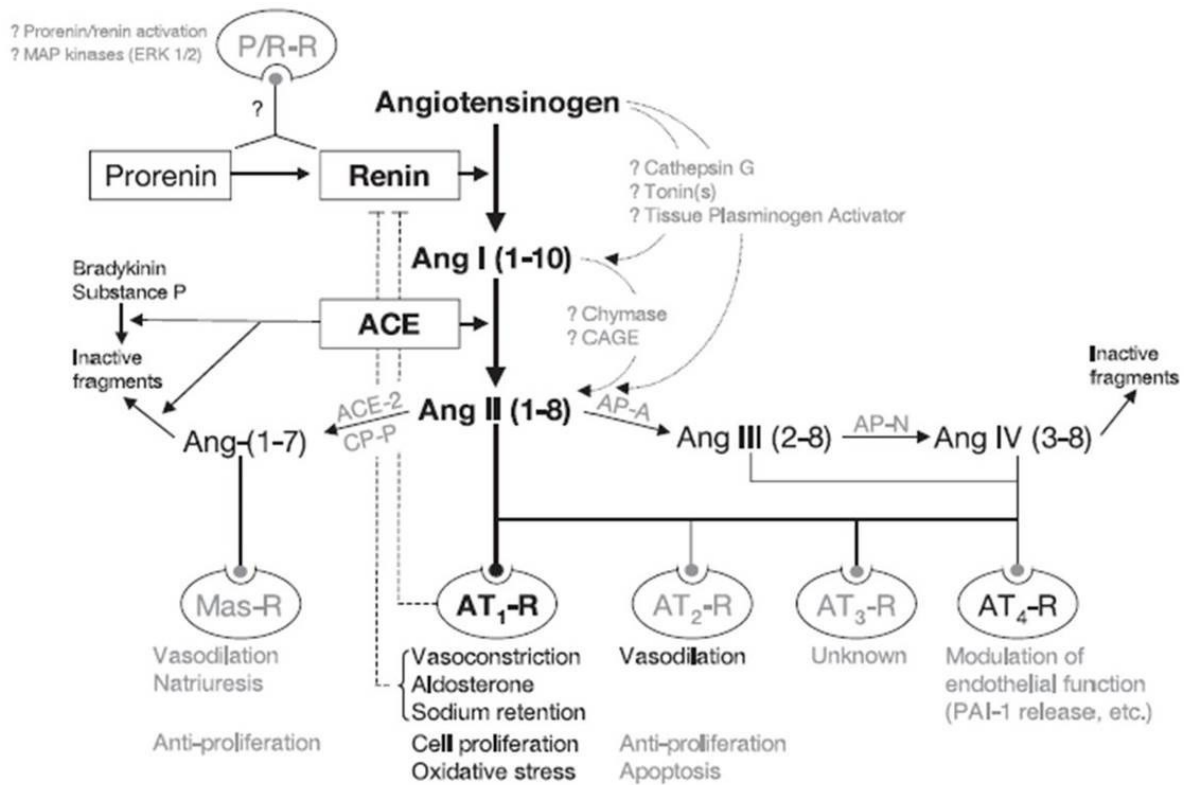 ? Prorenin/renin activation
? MAP kinases (ERK 1/2)
P/R-R
?
Angiotensinogen
Prorenin
Renin
? Cathepsin G
? Tonin(s)
? Tissue Plasminogen Activator
Ang I (1-10)
Bradykinin
Substance P
ACE
? Chymase
? CAGE
Inactive
fragments
Inactive
fragments
ACE-2
CP-P
Ang II (1-8)
AP-A
Ang-(1-7)
Ang III (2-8)
AP-N
Ang IV (3-8)
Mas-R
AT1-R
AT2-R
AT3-R
AT4-R
Vasodilation
Natriuresis
Anti-proliferation
Vasoconstriction
Aldosterone
Sodium retention
Cell proliferation
Oxidative stress
Vasodilation
Anti-proliferation
Apoptosis
Unknown
Modulation of
endothelial function
(PAI-1 release, etc.)